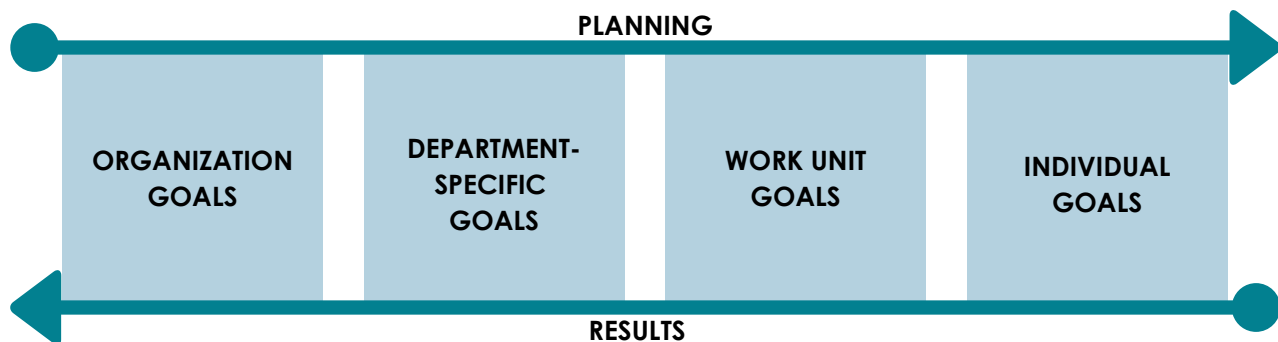 PLANNING
ORGANIZATION
GOALS
DEPARTMENT-
SPECIFIC
GOALS
WORK UNIT
GOALS
INDIVIDUAL
GOALS
RESULTS